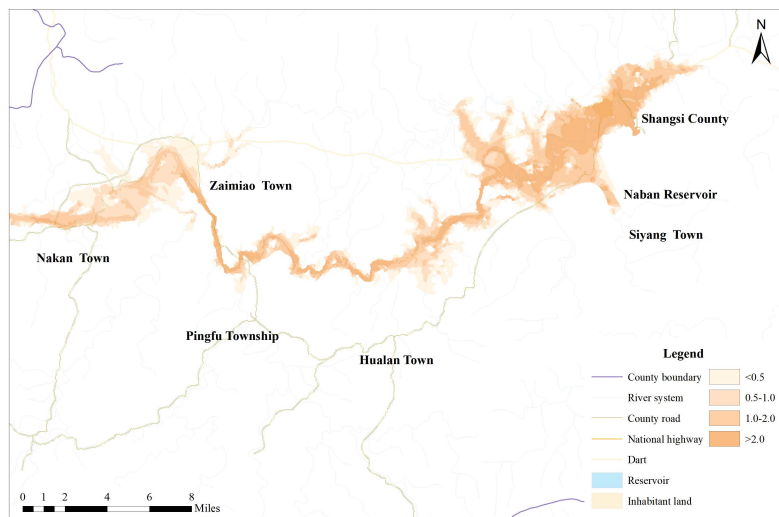 N
Shangsi County
Zaimiao Town
Naban Reservoir
Siyang Town
Nakan Town
Pingfu Township
Hualan Town
Legend
County boundary
River system
County road
National highway
Dart
Reservoir
Inhabitant land
<0.5
0.5-1.0
1.0-2.0
>2.0
0 1 2 4 6 8
Miles